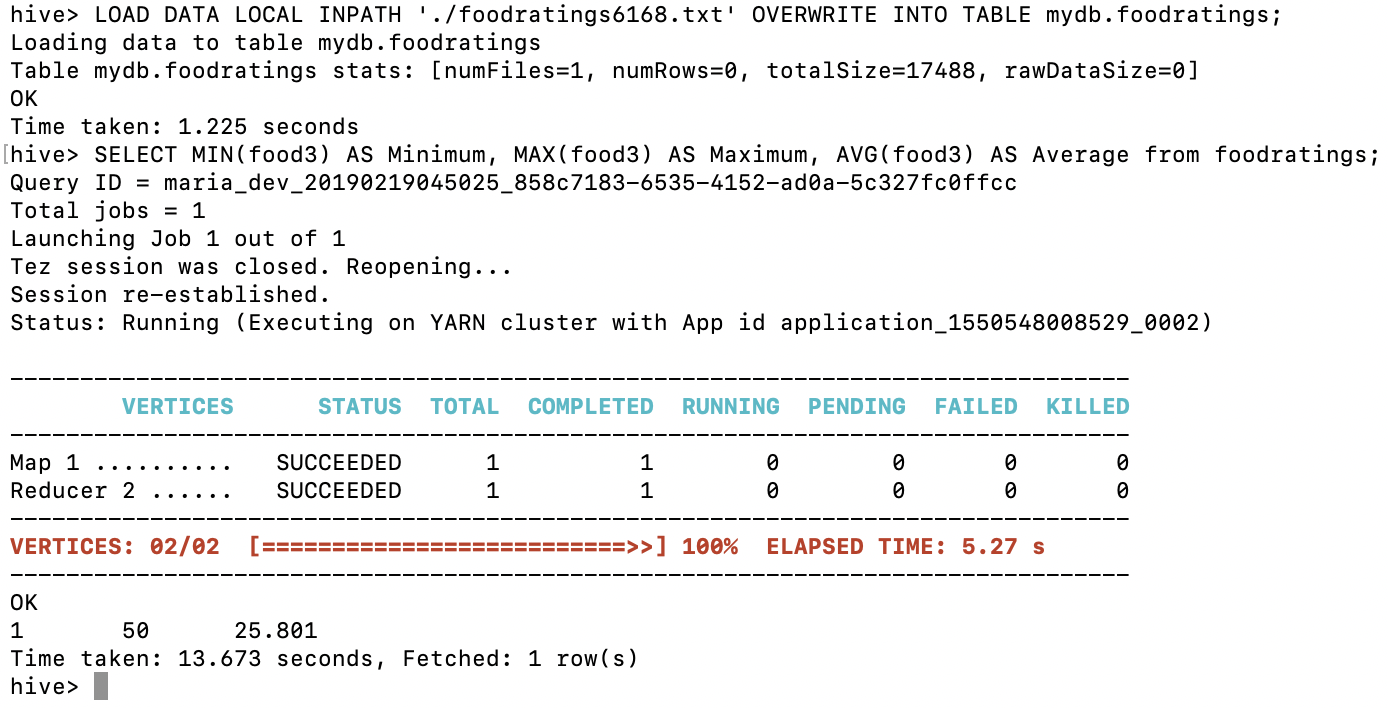 hive> LOAD DATA LOCAL INPATH './foodratings6168.txt' OVERWRITE INTO TABLE mydb.foodratings;
Loading data to table mydb.foodratings
Table mydb.foodratings stats: [numFiles=1, numRows=0, totalSize=17488, rawDataSize=0]
OK
Time taken: 1.225 seconds
[hive> SELECT MIN(food3) AS Minimum, MAX(food3) AS Maximum, AVG(food3) AS Average from foodratings;
Query ID = maria_dev_20190219045025_858c7183-6535-4152-ad0a-5c327fc0ffcc
Total jobs = 1
Launching Job 1 out of 1
Tez session was closed. Reopening...
Session re-established.
Status: Running (Executing on YARN cluster with App id application_1550548008529_0002)
--------------------------------------------------------------------------------
        VERTICES      STATUS  TOTAL  COMPLETED  RUNNING  PENDING  FAILED  KILLED
--------------------------------------------------------------------------------
Map 1 ..........   SUCCEEDED      1          1        0        0       0       0
Reducer 2 ......   SUCCEEDED      1          1        0        0       0       0
--------------------------------------------------------------------------------
VERTICES: 02/02  [==========================>>] 100%  ELAPSED TIME: 5.27 s
--------------------------------------------------------------------------------
OK
1       50      25.801
Time taken: 13.673 seconds, Fetched: 1 row(s)
hive>